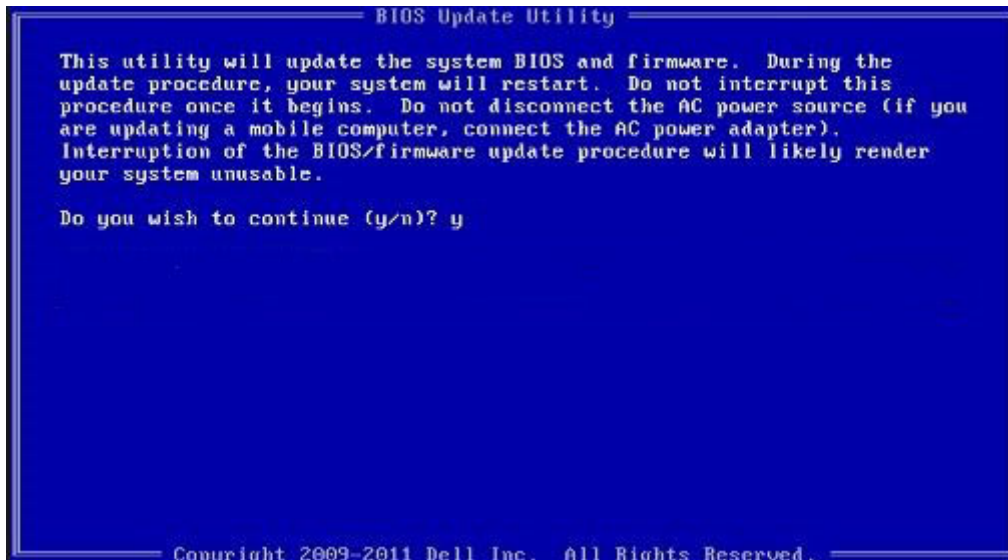 BIOS Update Utility
This utility will update the system BIOS and firmware. During the
update procedure, your system will restart. Do not interrupt this
procedure once it begins. Do not disconnect the AC power source (if you
are updating a mobile computer, connect the AC power adapter).
Interruption of the BIOS/firmware update procedure will likely render
your system unusable.
Do you wish to continue (y/n)? y
Copyright 2009-2011 Dell Inc. All Rights Reserved.